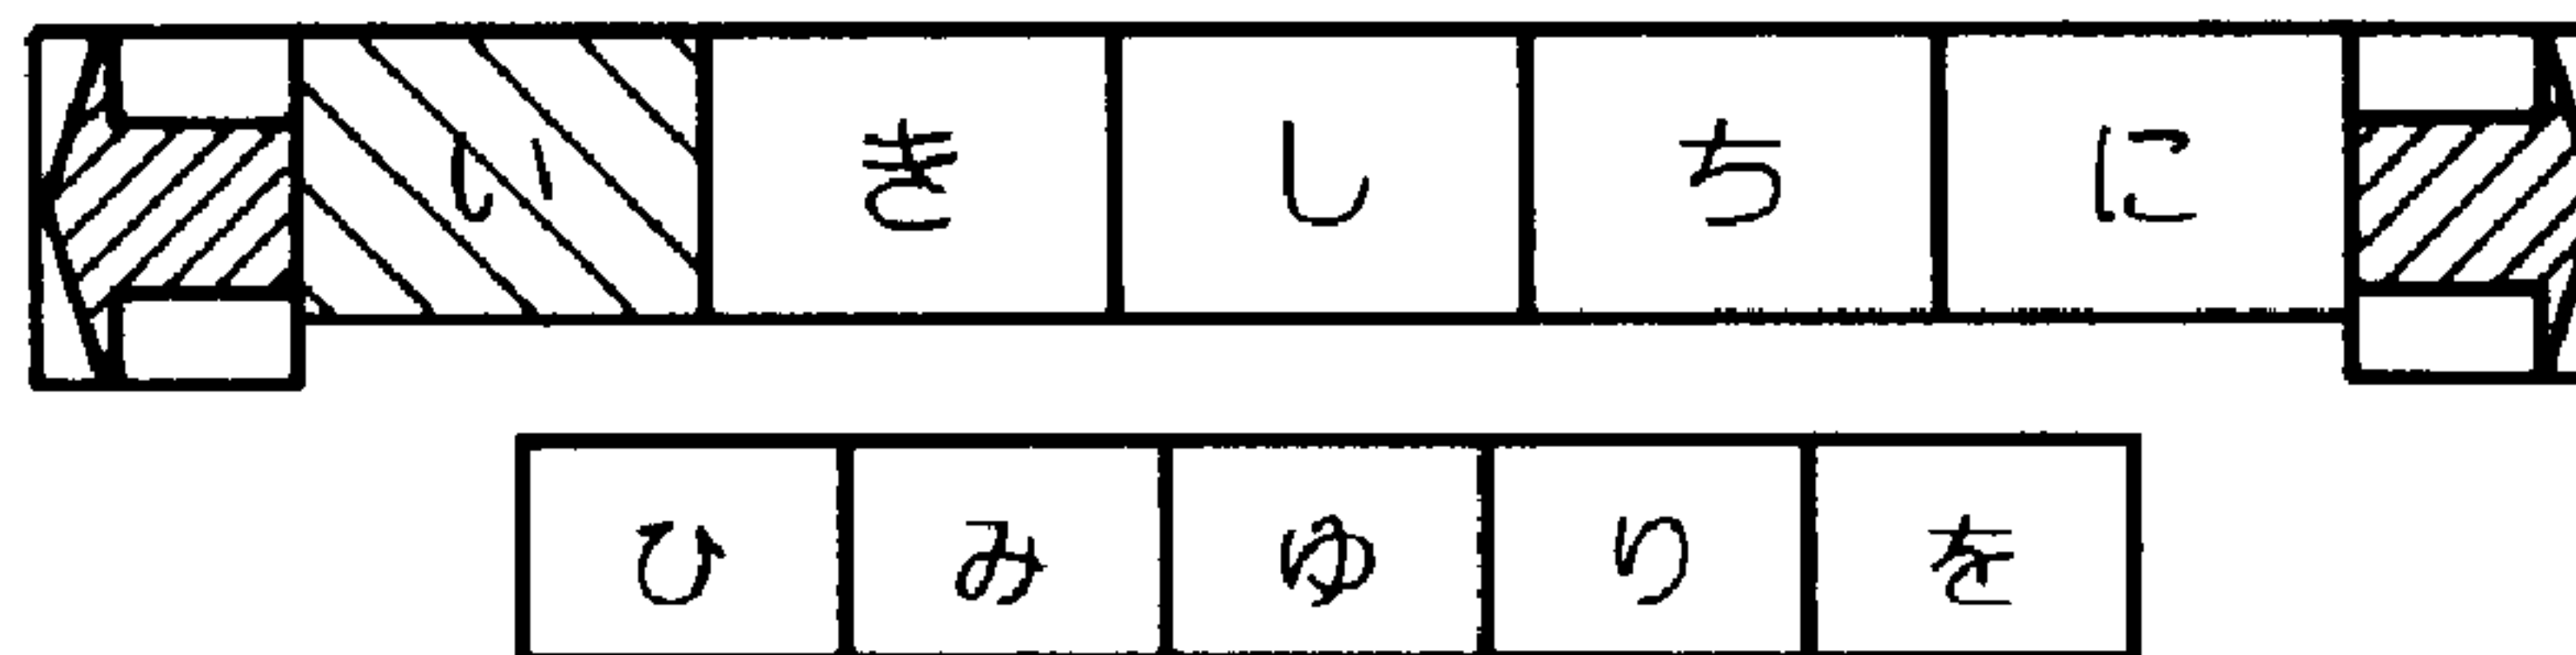 い き し ち に
ひ み ゆ り を